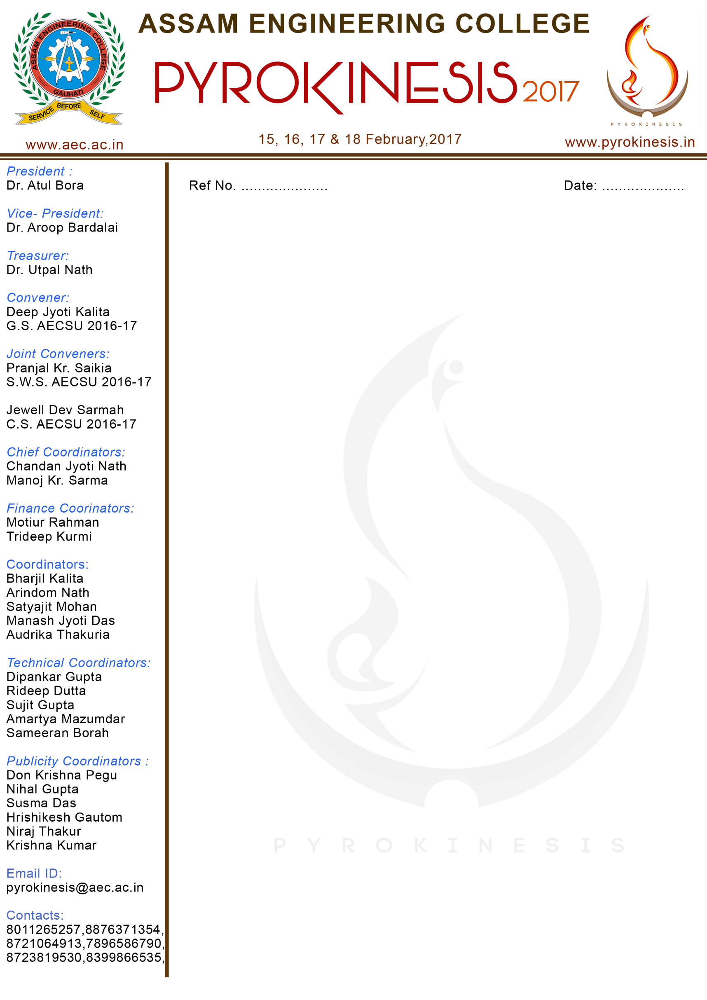 ASSAM ENGINEERING COLLEGE
ASSAM ENGINEERING COLLEGE
GAUHATI
SERVICE BEFORE SELF
PYROKINESIS 2017
PYROKINESIS
www.aec.ac.in
15, 16, 17 & 18 February,2017
www.pyrokinesis.in
Ref No. .....................
Date: ....................
President :
Dr. Atul Bora
Vice- President:
Dr. Aroop Bardalai
Treasurer:
Dr. Utpal Nath
Convener:
Deep Jyoti Kalita
G.S. AECSU 2016-17
Joint Conveners:
Pranjal Kr. Saikia
S.W.S. AECSU 2016-17
Jewell Dev Sarmah
C.S. AECSU 2016-17
Chief Coordinators:
Chandan Jyoti Nath
Manoj Kr. Sarma
Finance Coorinators:
Motiur Rahman
Trideep Kurmi
Coordinators:
Bharjil Kalita
Arindom Nath
Satyajit Mohan
Manash Jyoti Das
Audrika Thakuria
Technical Coordinators:
Dipankar Gupta
Rideep Dutta
Sujit Gupta
Amartya Mazumdar
Sameeran Borah
Publicity Coordinators :
Don Krishna Pegu
Nihal Gupta
Susma Das
Hrishikesh Gautom
Niraj Thakur
Krishna Kumar
Email ID:
pyrokinesis@aec.ac.in
Contacts:
8011265257,8876371354,
8721064913,7896586790,
8723819530,8399866535,
PYROKINESIS